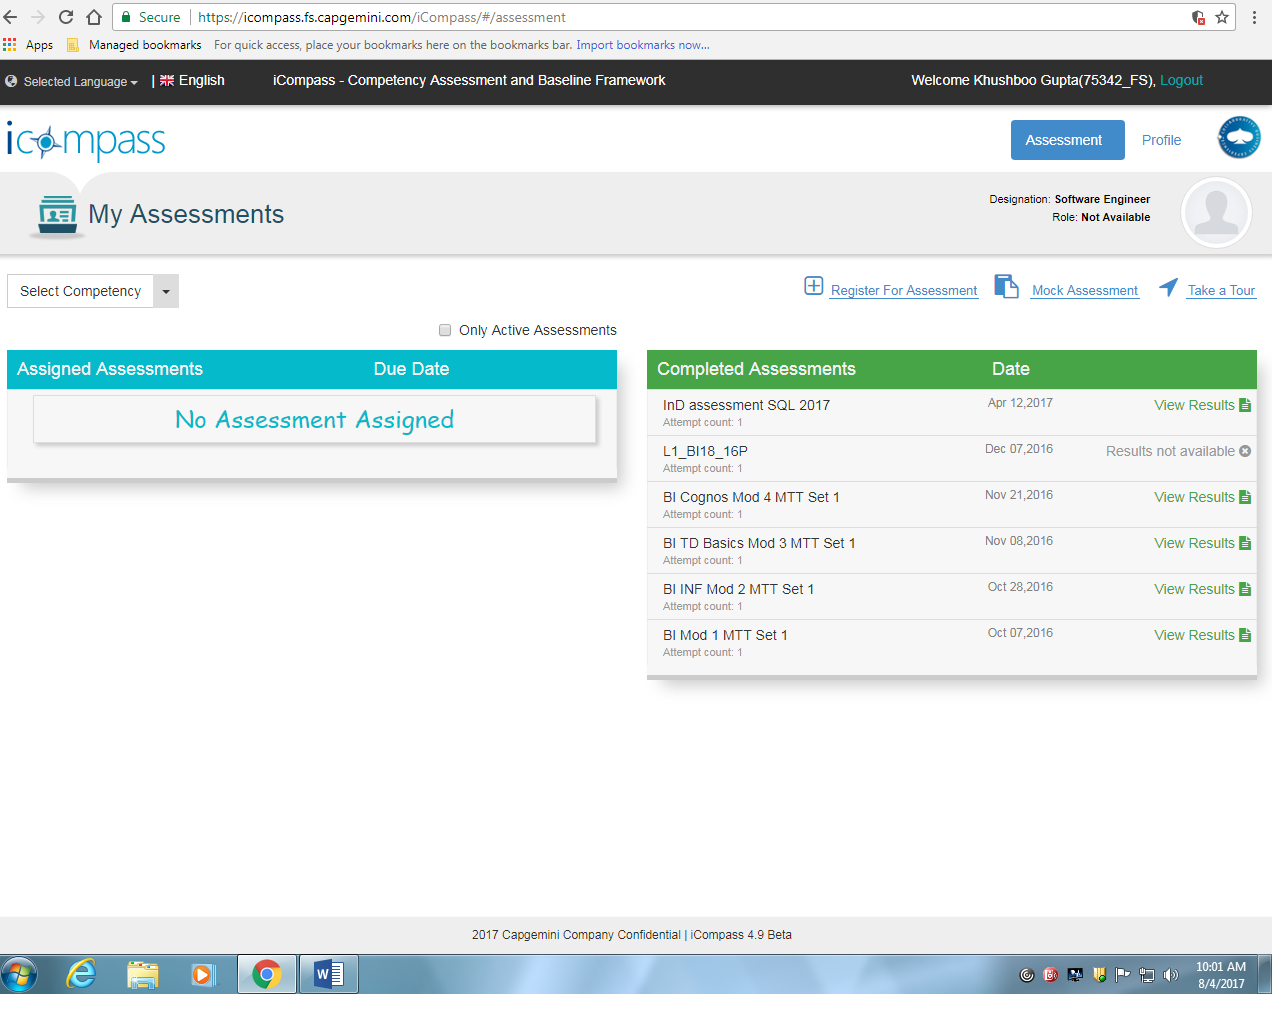 Secure https://icompass.fs.capgemini.com/iCompass/#/assessment
Apps Managed bookmarks For quick access, place your bookmarks here on the bookmarks bar. Import bookmarks now...
Selected Language | English iCompass - Competency Assessment and Baseline Framework Welcome Khushboo Gupta(75342_FS), Logout
icompass Assessment Profile
My Assessments
Designation: Software Engineer
Role: Not Available
Select Competency Register For Assessment Mock Assessment Take a Tour
Only Active Assessments
Assigned Assessments Due Date
No Assessment Assigned
Completed Assessments Date
InD assessment SQL 2017 Apr 12,2017 View Results
Attempt count: 1
L1_BI18_16P Dec 07,2016 Results not available
Attempt count: 1
BI Cognos Mod 4 MTT Set 1 Nov 21,2016 View Results
Attempt count: 1
BI TD Basics Mod 3 MTT Set 1 Nov 08,2016 View Results
Attempt count: 1
BI INF Mod 2 MTT Set 1 Oct 28,2016 View Results
Attempt count: 1
BI Mod 1 MTT Set 1 Oct 07,2016 View Results
Attempt count: 1
2017 Capgemini Company Confidential | iCompass 4.9 Beta
10:01 AM
8/4/2017